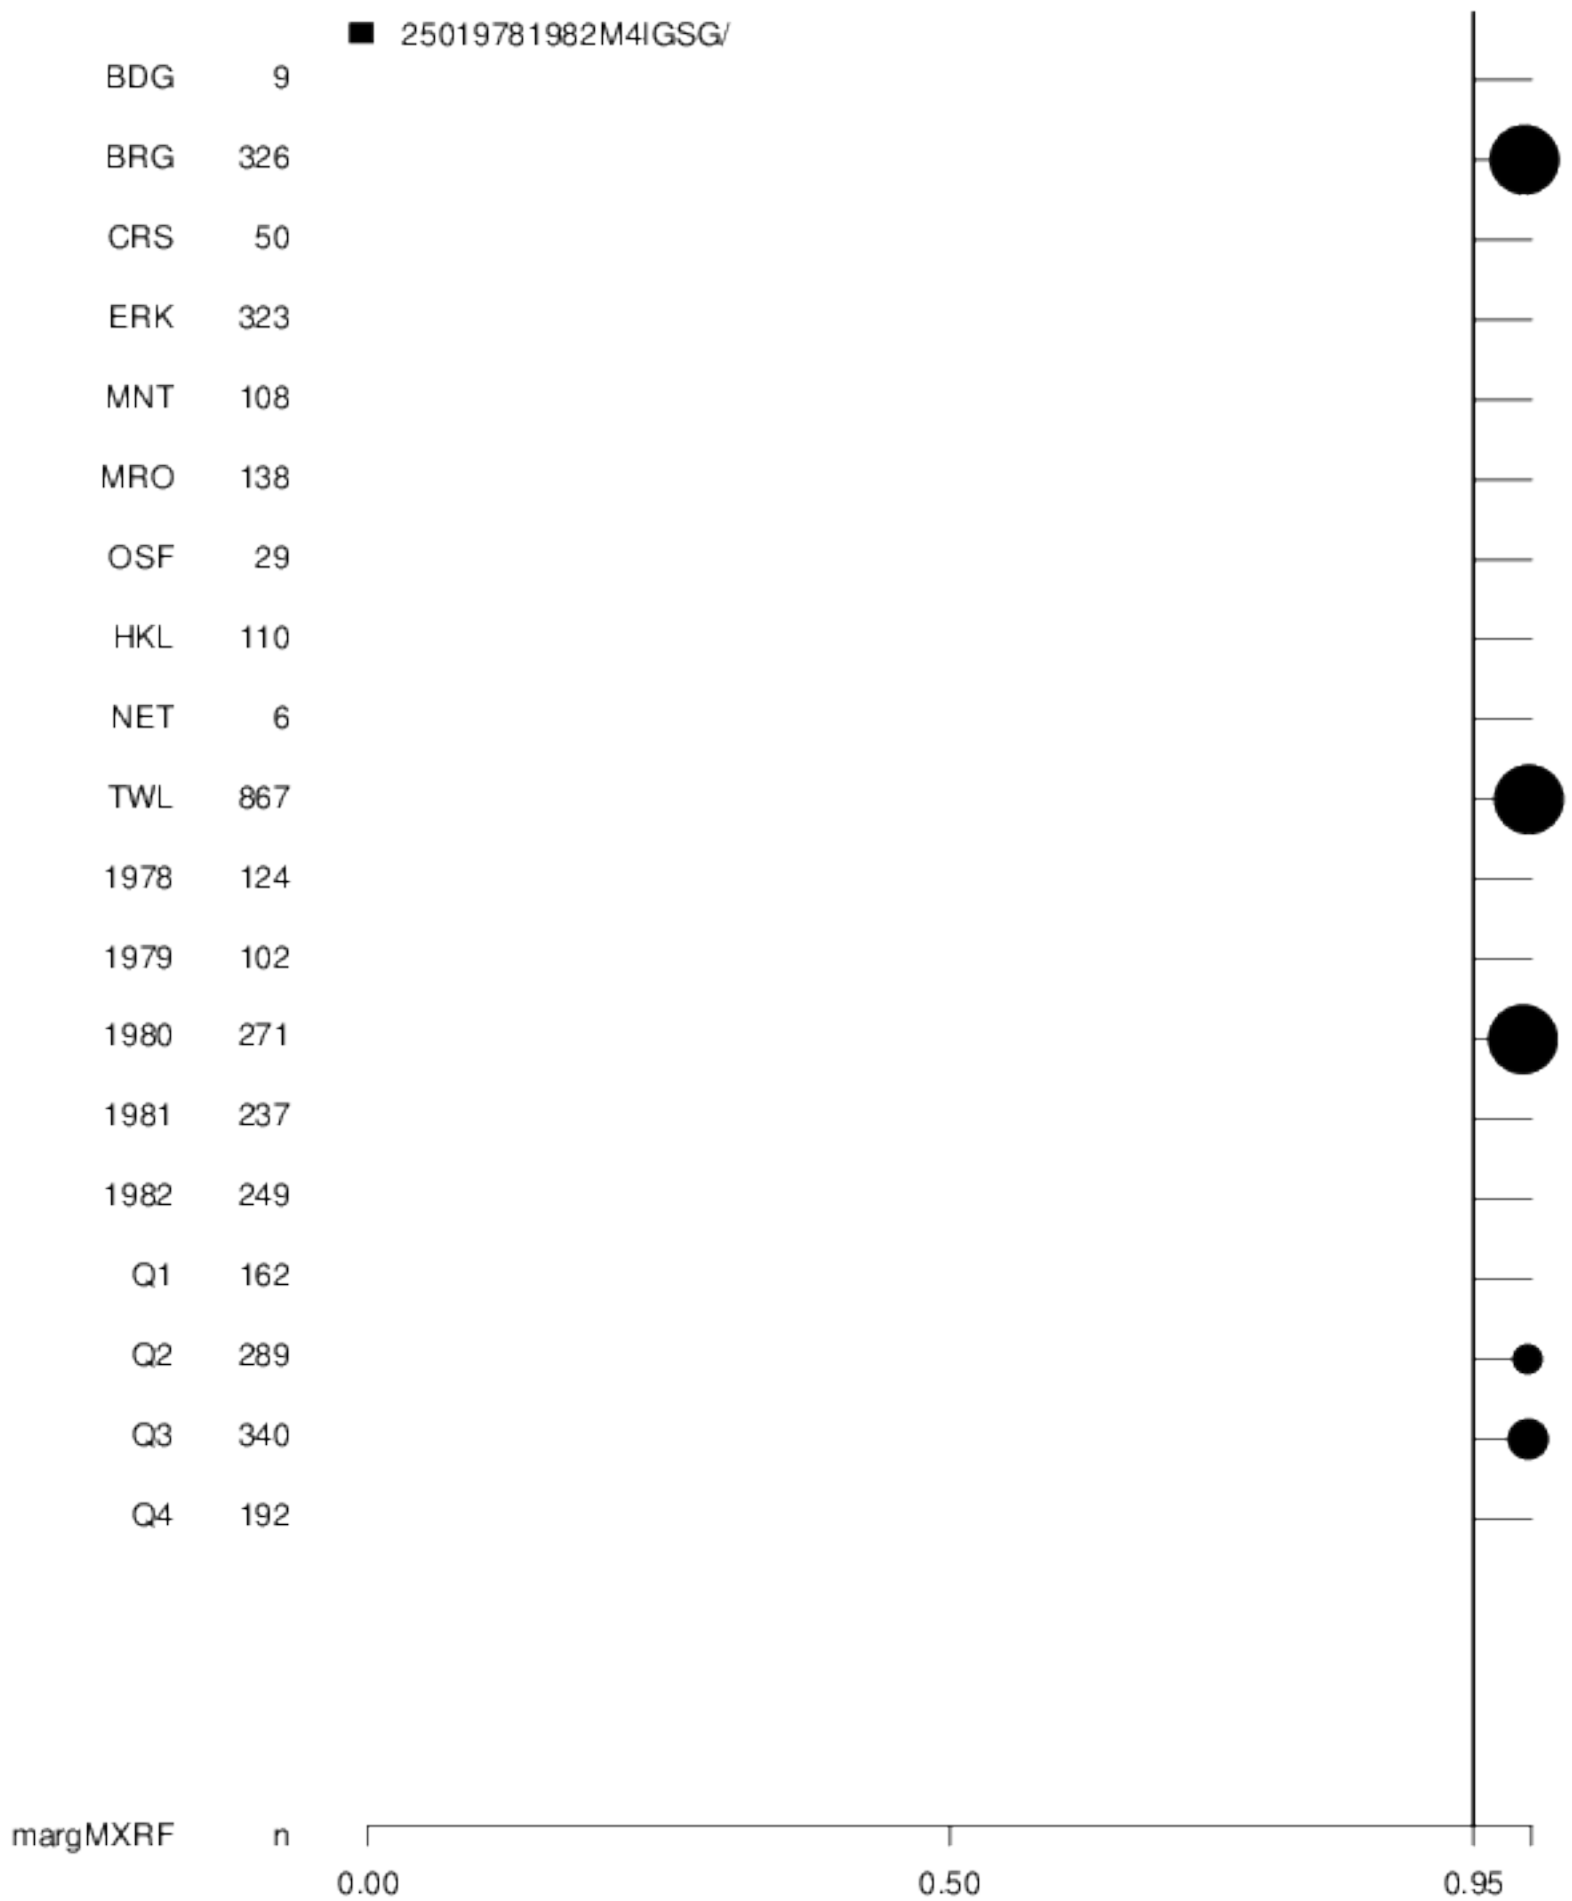 25019781982M4IGSG/
BDG 9
BRG 326
CRS 50
ERK 323
MNT 108
MRO 138
OSF 29
HKL 110
NET 6
TWL 867
1978 124
1979 102
1980 271
1981 237
1982 249
Q1 162
Q2 289
Q3 340
Q4 192
margMXRF n
0.00 0.50 0.95